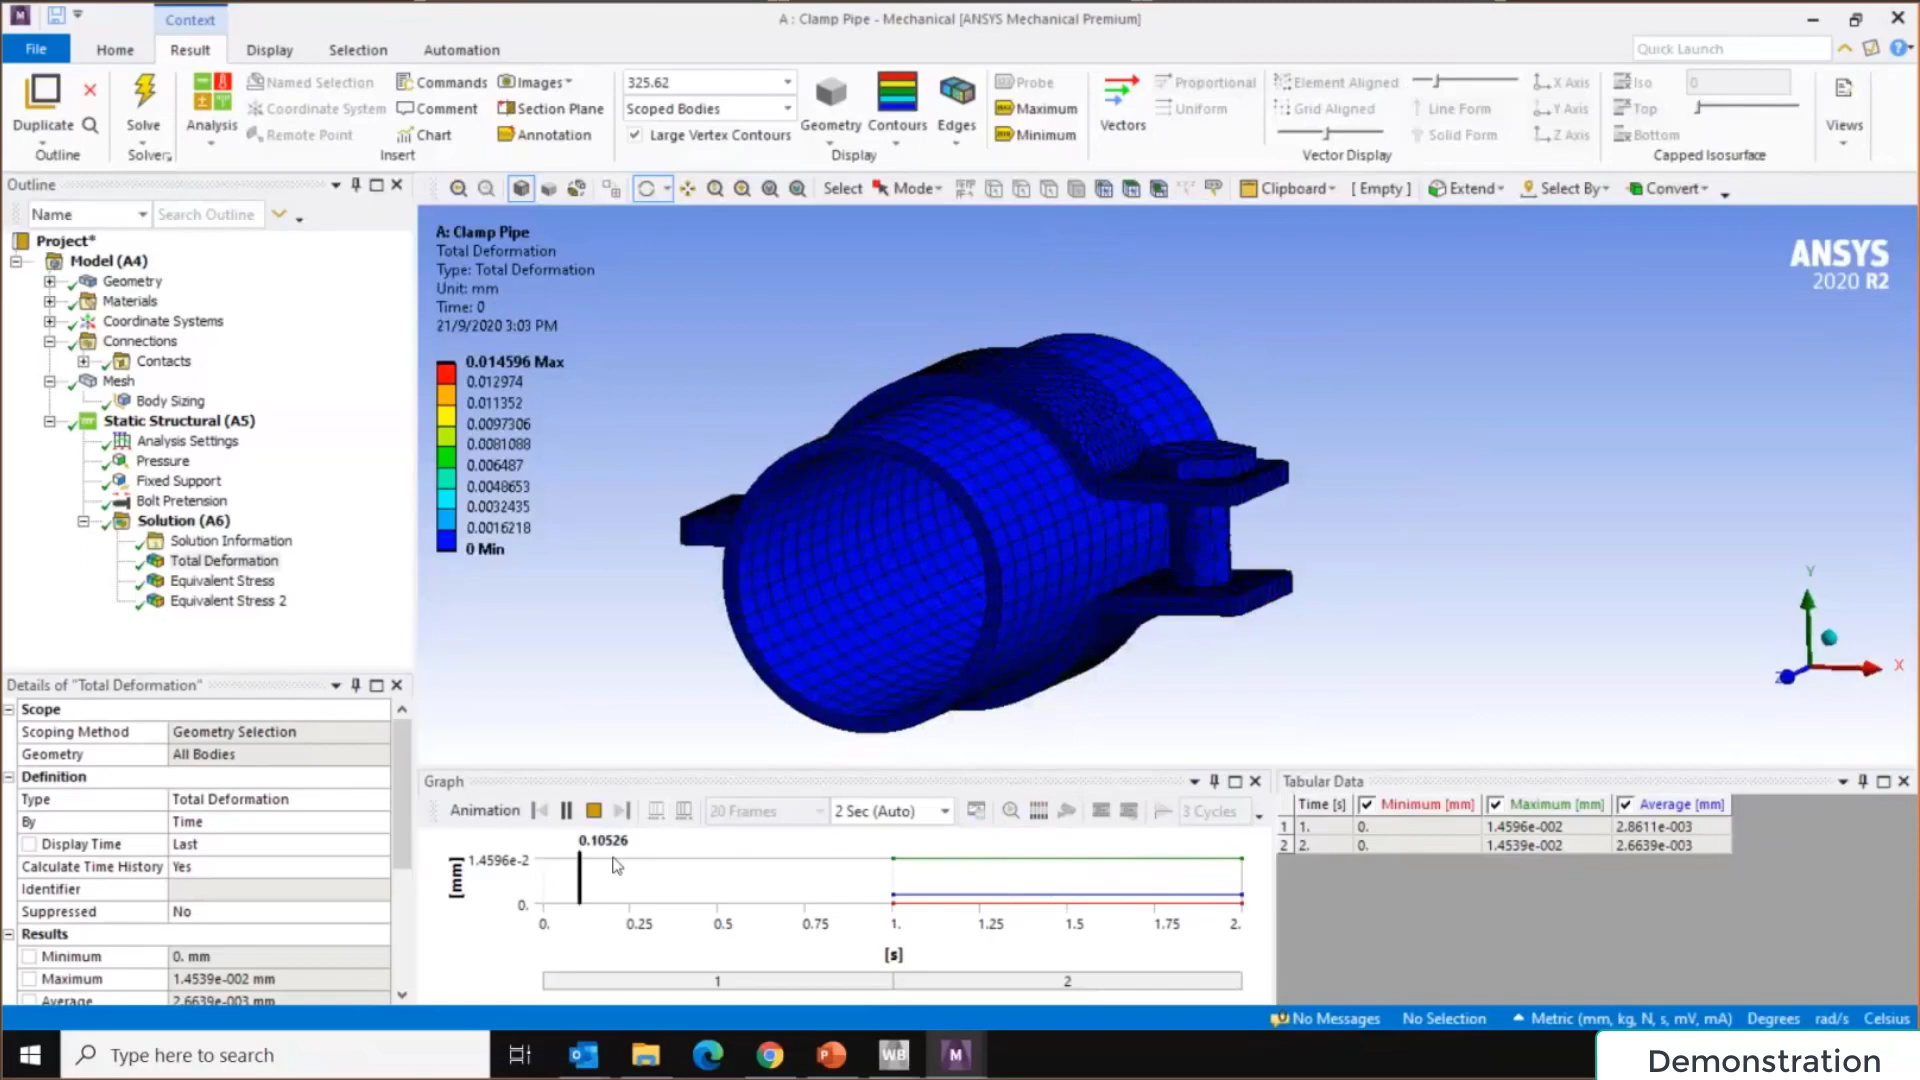 Context
A : Clamp Pipe - Mechanical [ANSYS Mechanical Premium]
File Home Result Display Selection Automation
Quick Launch
Duplicate
Outline
Solve
Solver
Analysis
Named Selection
Coordinate System
Remote Point
Commands
Comment
Chart
Images
Section Plane
Annotation
Insert
325.62
Scoped Bodies
Large Vertex Contours
Geometry
Contours
Edges
Display
Probe
Maximum
Minimum
Vectors
Proportional
Uniform
Element Aligned
Grid Aligned
Line Form
Solid Form
X Axis
Y Axis
Z Axis
Vector Display
Iso
Top
Bottom
0
Capped Isosurface
Views
Outline
Name
Search Outline
Select Mode Clipboard [ Empty ] Extend Select By Convert
Project*
Model (A4)
Geometry
Materials
Coordinate Systems
Connections
Contacts
Mesh
Body Sizing
Static Structural (A5)
Analysis Settings
Pressure
Fixed Support
Bolt Pretension
Solution (A6)
Solution Information
Total Deformation
Equivalent Stress
Equivalent Stress 2
A: Clamp Pipe
Total Deformation
Type: Total Deformation
Unit: mm
Time: 0
21/9/2020 3:03 PM
0.014596 Max
0.012974
0.011352
0.0097306
0.0081088
0.006487
0.0048653
0.0032435
0.0016218
0 Min
ANSYS
2020 R2
Y
X
Z
Details of "Total Deformation"
Scope
Scoping Method Geometry Selection
Geometry All Bodies
Definition
Type Total Deformation
By Time
Display Time Last
Calculate Time History Yes
Identifier
Suppressed No
Results
Minimum 0. mm
Maximum 1.4539e-002 mm
Average 2.6639e-003 mm
Graph
Animation 20 Frames 2 Sec (Auto) 3 Cycles
0.10526
1.4596e-2
[mm]
0.
0. 0.25 0.5 0.75 1. 1.25 1.5 1.75 2.
[s]
1 2
Tabular Data
Time [s] Minimum [mm] Maximum [mm] Average [mm]
1 1. 0. 1.4596e-002 2.8611e-003
2 2. 0. 1.4539e-002 2.6639e-003
No Messages No Selection Metric (mm, kg, N, s, mV, mA) Degrees rad/s Celsius
Type here to search
WB
M
Demonstration